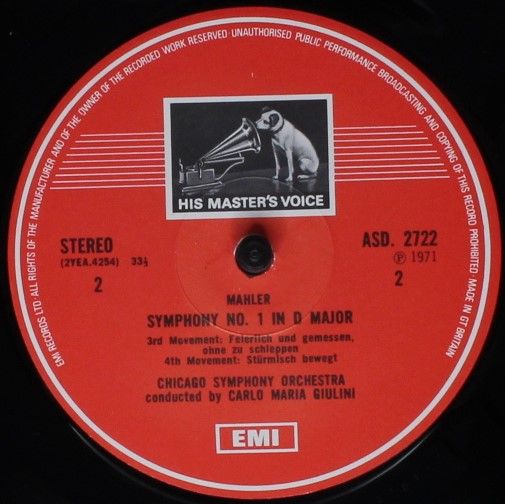 EMI RECORDS LTD · ALL RIGHTS OF THE MANUFACTURER AND OF THE OWNER OF THE RECORDED WORK RESERVED · UNAUTHORISED PUBLIC PERFORMANCE BROADCASTING AND COPYING OF THIS RECORD PROHIBITED · MADE IN GT BRITAIN
HIS MASTER'S VOICE
STEREO
(2YEA.4254) 33⅓
2
ASD. 2722
℗ 1971
2
MAHLER
SYMPHONY NO. 1 IN D MAJOR
3rd Movement: Feierlich und gemessen,
ohne zu schleppen
4th Movement: Stürmisch bewegt
CHICAGO SYMPHONY ORCHESTRA
conducted by CARLO MARIA GIULINI
EMI